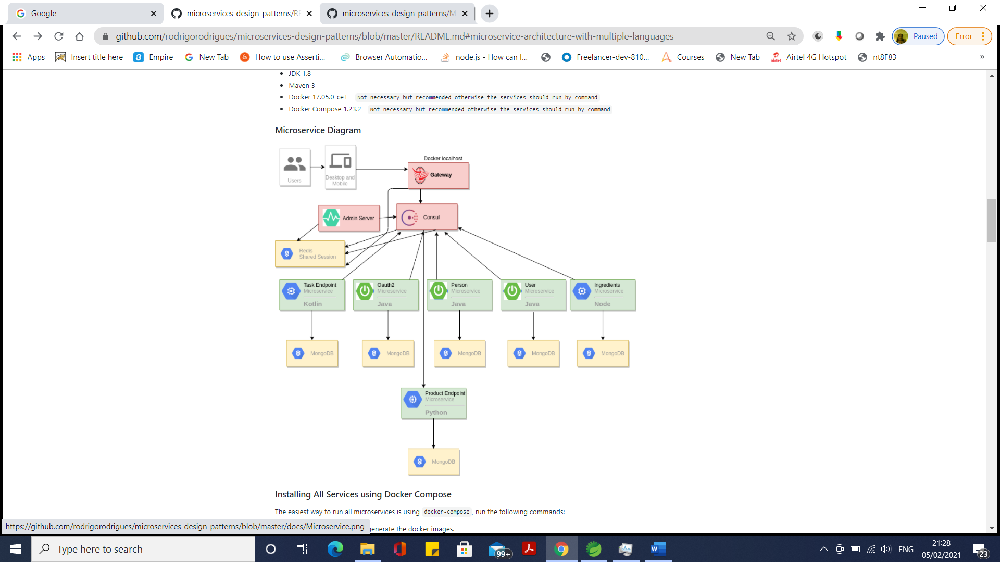 Google
microservices-design-patterns/RE
microservices-design-patterns/M
github.com/rodrigorodrigues/microservices-design-patterns/blob/master/README.md#microservice-architecture-with-multiple-languages
Paused
Error
Apps
Insert title here
Empire
New Tab
How to use Asserti...
Browser Automatio...
node.js - How can I...
Freelancer-dev-810...
Courses
New Tab
airtel
Airtel 4G Hotspot
nt8F83
»
JDK 1.8
Maven 3
Docker 17.05.0-ce+ - Not necessary but recommended otherwise the services should run by command
Docker Compose 1.23.2 - Not necessary but recommended otherwise the services should run by command
Microservice Diagram
Docker localhost
Users
Desktop and
Mobile
Gateway
Admin Server
Consul
Redis
Shared Session
Task Endpoint
Microservice
Kotlin
Oauth2
Microservice
Java
Person
Microservice
Java
User
Microservice
Java
Ingredients
Microservice
Node
MongoDB
MongoDB
MongoDB
MongoDB
MongoDB
Product Endpoint
Microservice
Python
MongoDB
Installing All Services using Docker Compose
The easiest way to run all microservices is using docker-compose , run the following commands:
generate the docker images.
https://github.com/rodrigorodrigues/microservices-design-patterns/blob/master/docs/Microservice.png
Type here to search
99+
ENG
21:28
05/02/2021
23